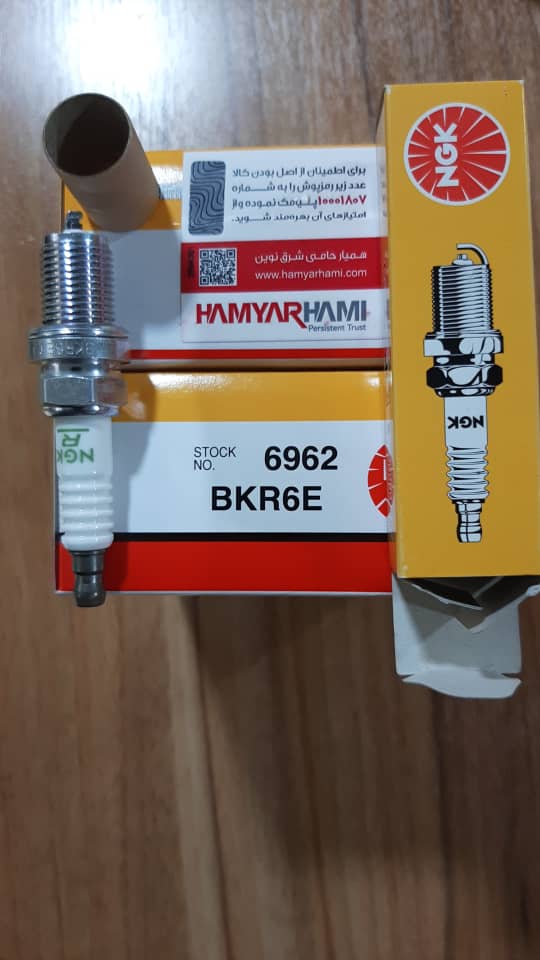 NGK
برای اطمینان از اصل بودن کالا
عدد زیر رمزپوش را به شماره
۱۰۰۰۱۸۰۷ پیامک نموده و از
امتیازهای آن بهره‌مند شوید.
همیار حامی شرق نوین
www.hamyarhami.com
HAMYARHAMI
Persistent Trust
STOCK NO. 6962
BKR6E
NGK
NGK
R